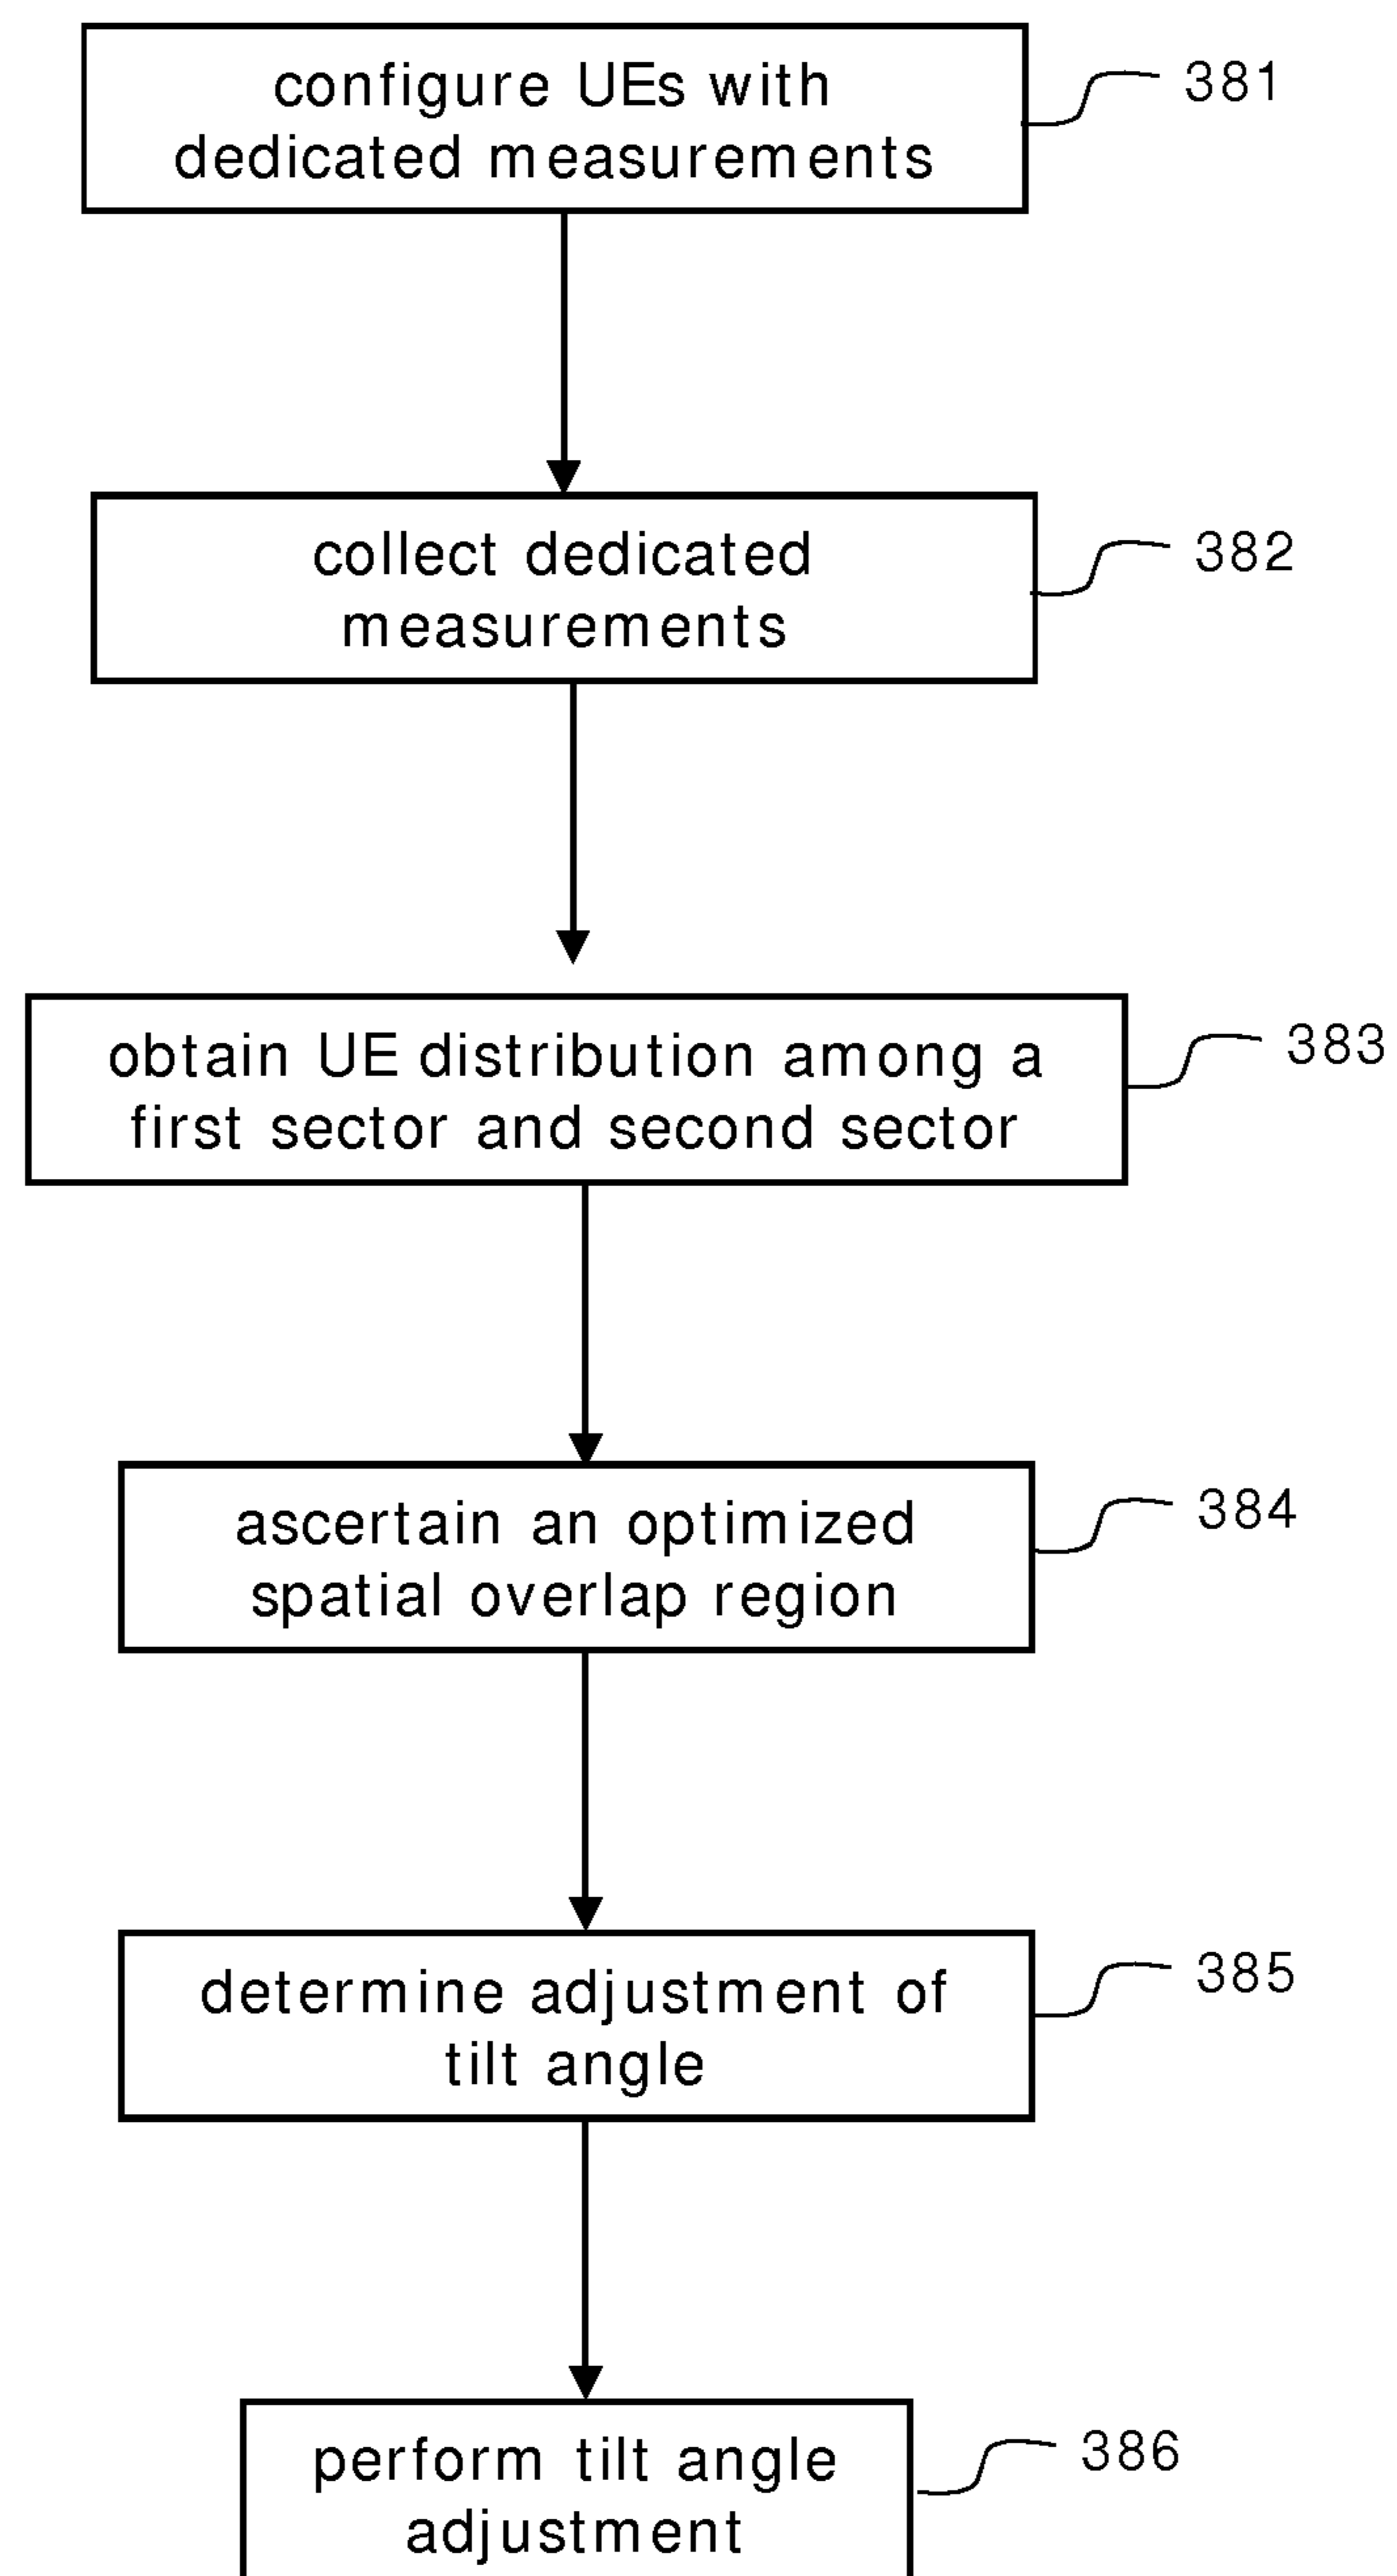 configure UEs with
dedicated measurements
381
collect dedicated
measurements
382
obtain UE distribution among a
first sector and second sector
383
ascertain an optimized
spatial overlap region
384
determine adjustment of
tilt angle
385
perform tilt angle
adjustment
386